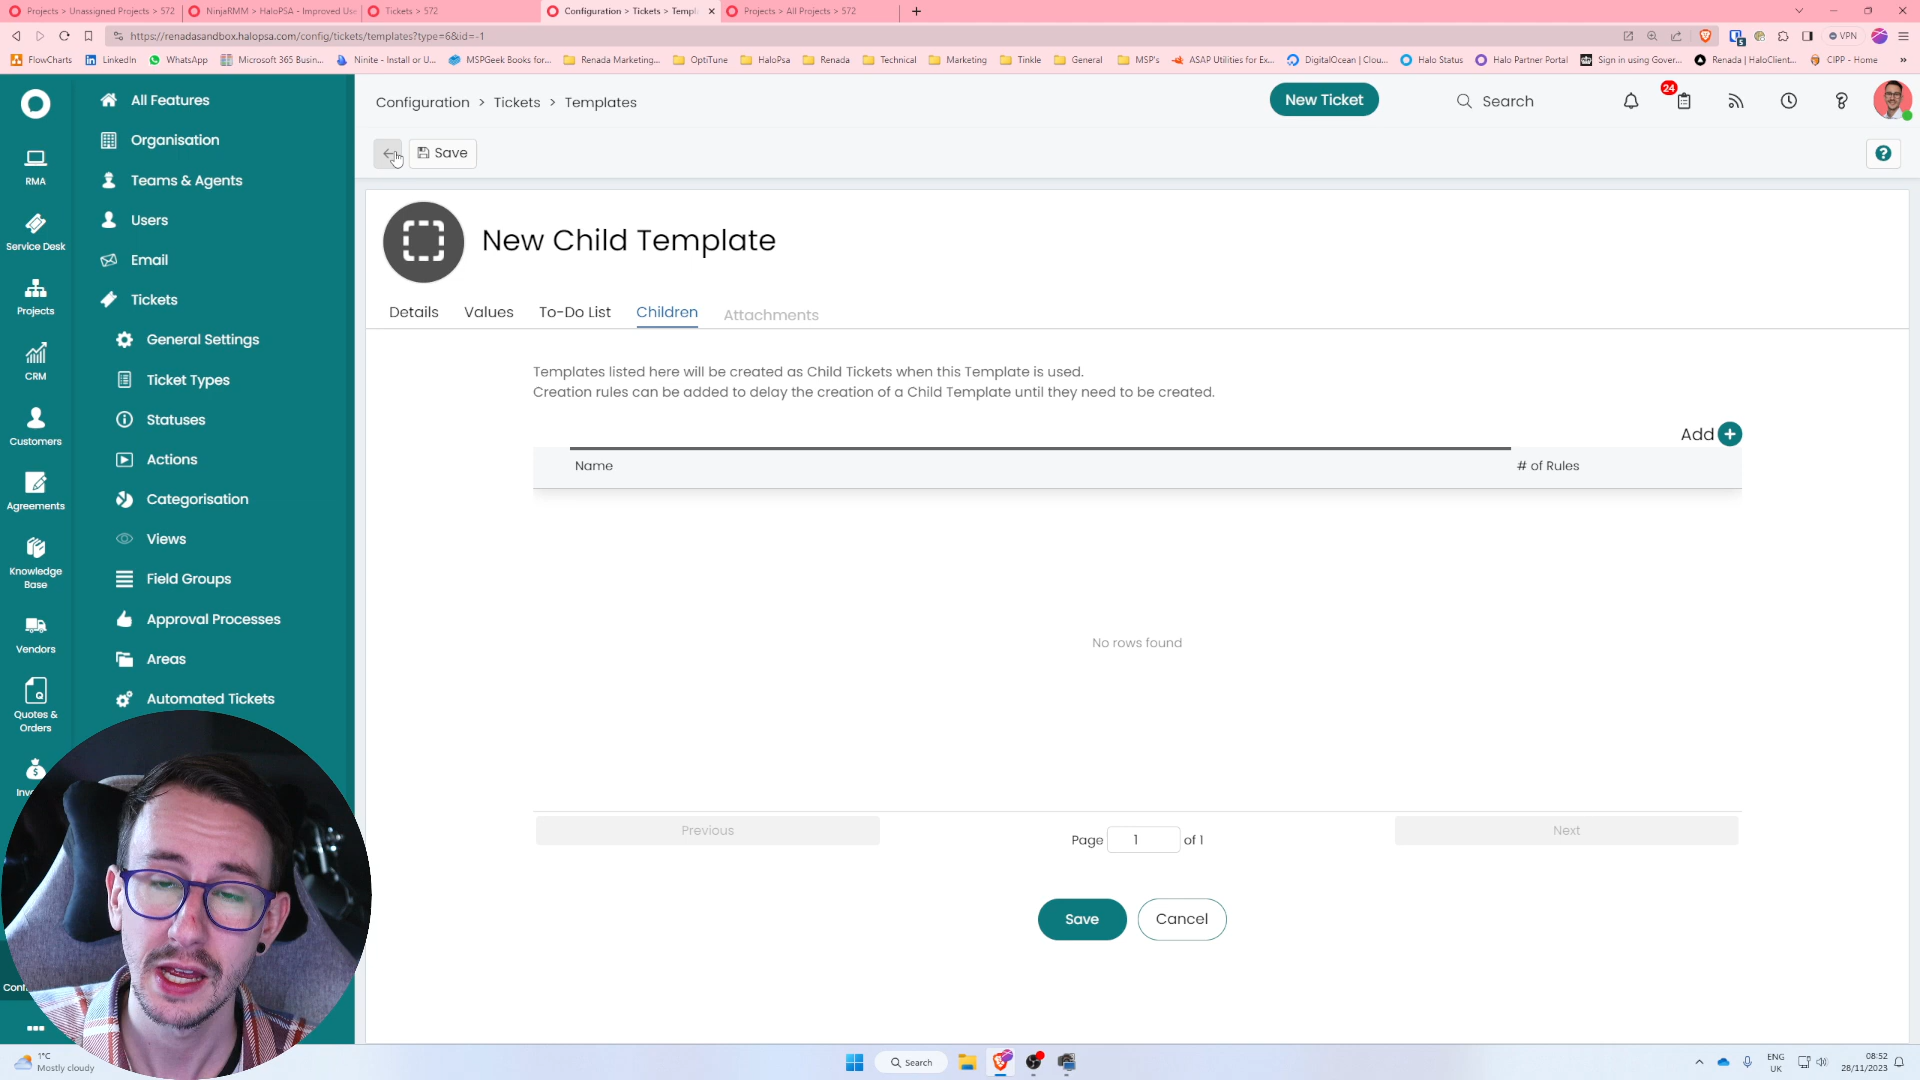 Projects > Unassigned Projects > 572
NinjaRMM > HaloPSA - Improved Use
Tickets > 572
Configuration > Tickets > Templ
Projects > All Projects > 572
https://renadasandbox.halopsa.com/config/tickets/templates?type=6&id=-1
VPN
FlowCharts
LinkedIn
WhatsApp
Microsoft 365 Busin...
Ninite - Install or U...
MSPGeek Books for...
Renada Marketing...
OptiTune
HaloPsa
Renada
Technical
Marketing
Tinkle
General
MSP's
ASAP Utilities for Ex...
DigitalOcean | Clou...
Halo Status
Halo Partner Portal
Sign in using Gover...
Renada | HaloClient...
CIPP - Home
RMA
Service Desk
Projects
CRM
Customers
Agreements
Knowledge
Base
Vendors
Quotes &
Orders
Inv
Con
All Features
Organisation
Teams & Agents
Users
Email
Tickets
General Settings
Ticket Types
Statuses
Actions
Categorisation
Views
Field Groups
Approval Processes
Areas
Automated Tickets
Configuration > Tickets > Templates
New Ticket
Search
24
Save
New Child Template
Details
Values
To-Do List
Children
Attachments
Templates listed here will be created as Child Tickets when this Template is used.
Creation rules can be added to delay the creation of a Child Template until they need to be created.
Add
Name
# of Rules
No rows found
Previous
Page 1 of 1
Next
Save
Cancel
1°C
Mostly cloudy
Search
ENG
UK
08:52
28/11/2023